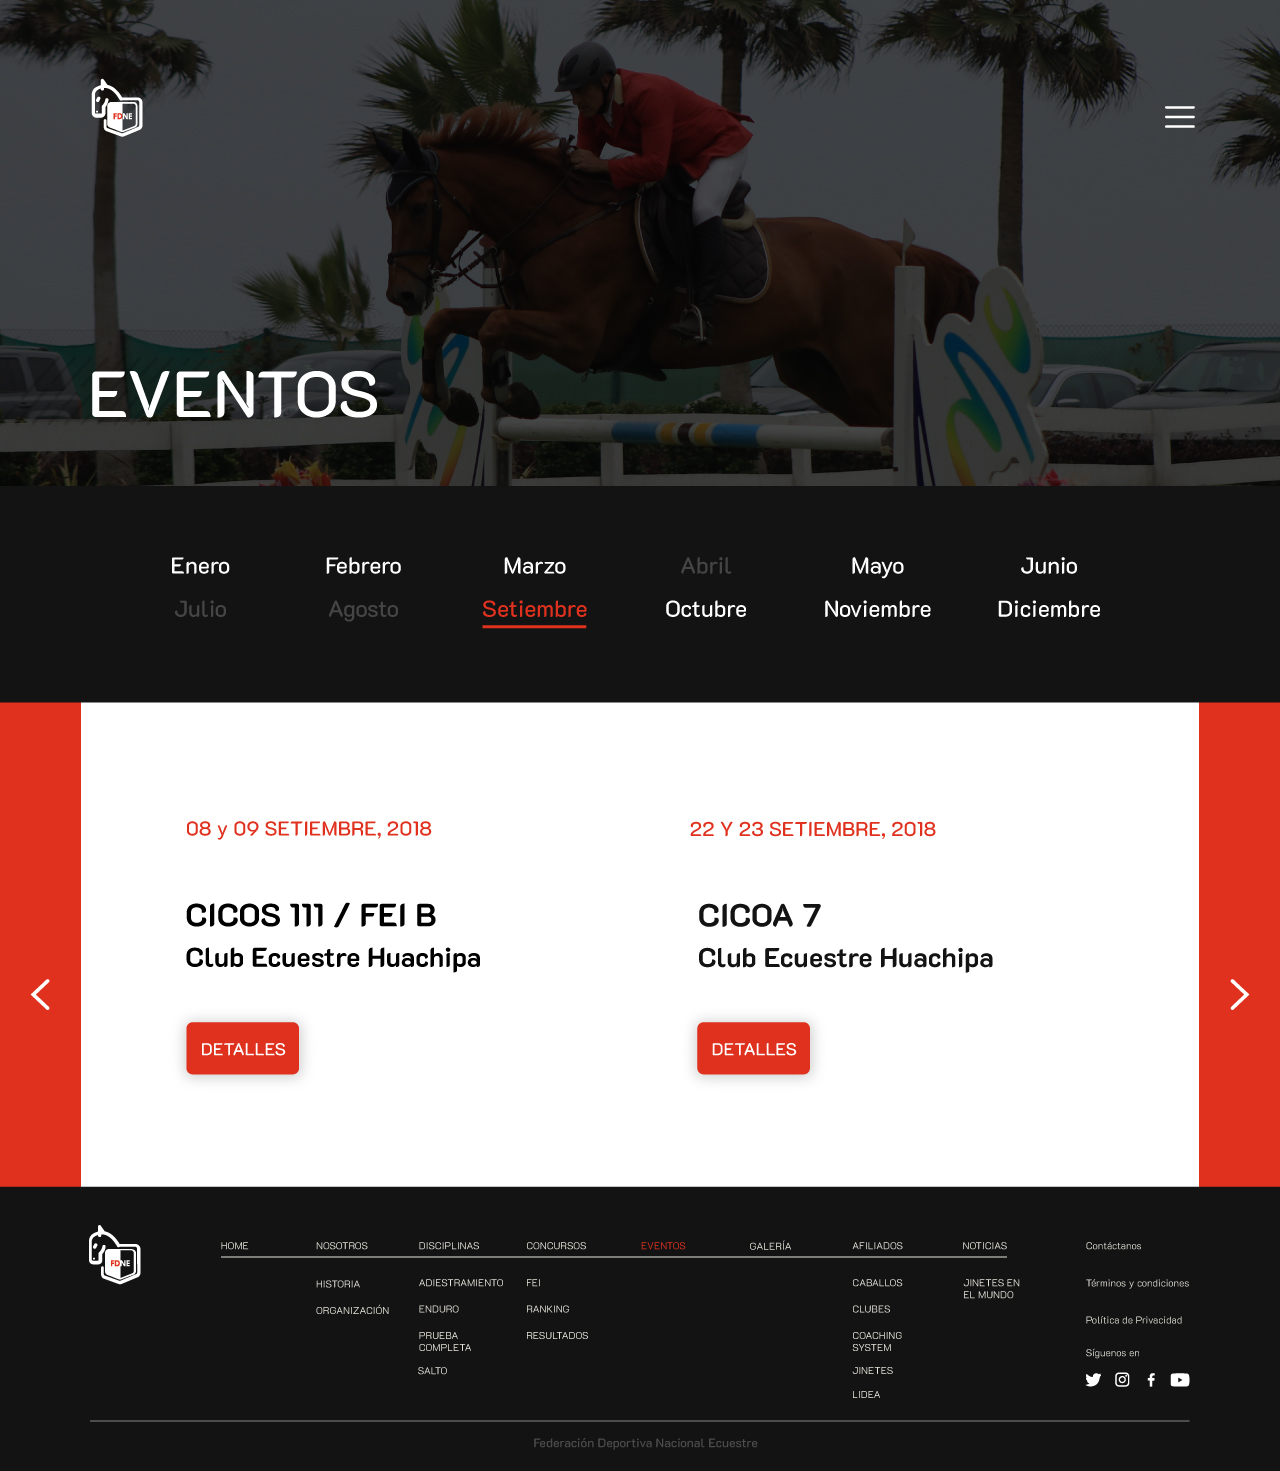 FDNE
EVENTOS
Enero Febrero Marzo Abril Mayo Junio
Julio Agosto Setiembre Octubre Noviembre Diciembre
08 y 09 SETIEMBRE, 2018
CICOS 111 / FEI B
Club Ecuestre Huachipa
DETALLES
22 Y 23 SETIEMBRE, 2018
CICOA 7
Club Ecuestre Huachipa
DETALLES
FDNE
HOME NOSOTROS DISCIPLINAS CONCURSOS EVENTOS GALERÍA AFILIADOS NOTICIAS
HISTORIA
ORGANIZACIÓN
ADIESTRAMIENTO
ENDURO
PRUEBA
COMPLETA
SALTO
FEI
RANKING
RESULTADOS
CABALLOS
CLUBES
COACHING
SYSTEM
JINETES
LIDEA
JINETES EN
EL MUNDO
Contáctanos
Términos y condiciones
Política de Privacidad
Síguenos en
Federación Deportiva Nacional Ecuestre